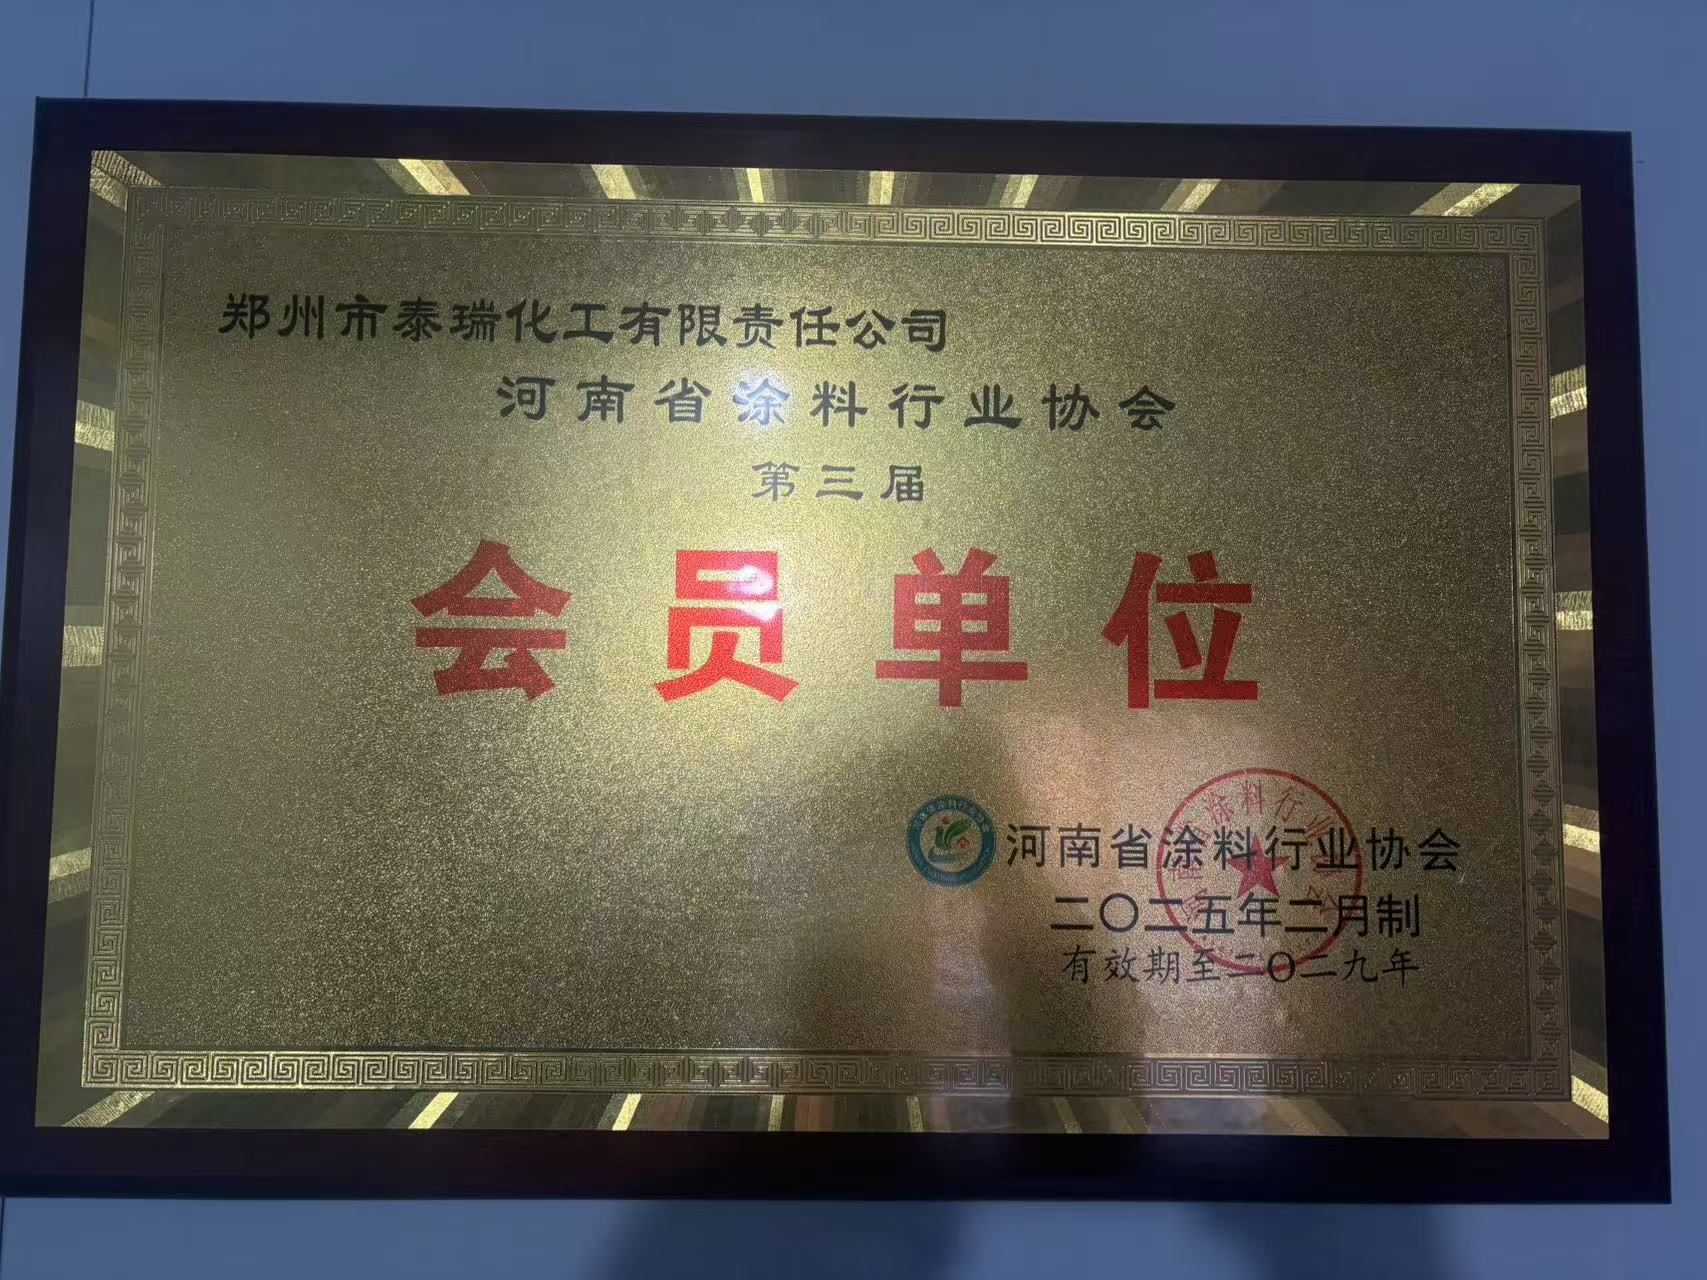 郑州市泰瑞化工有限责任公司
河南省涂料行业协会
第三届
会员单位
河南省涂料行业协会
二〇二五年二月制
有效期至二〇二九年